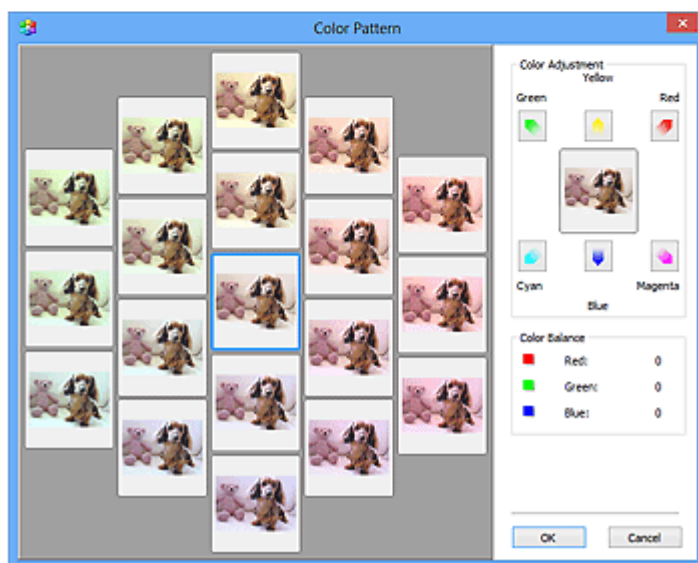 Color Pattern
Color Adjustment
Yellow
Green Red
Cyan Magenta
Blue
Color Balance
Red: 0
Green: 0
Blue: 0
OK Cancel